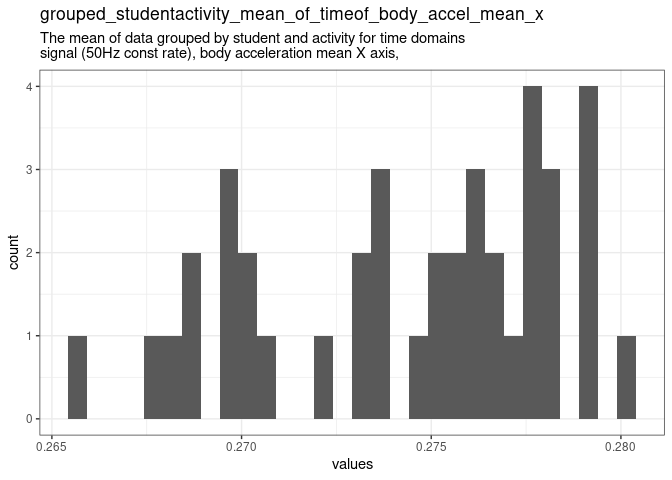 grouped_studentactivity_mean_of_timeof_body_accel_mean_x
The mean of data grouped by student and activity for time domains
signal (50Hz const rate), body acceleration mean X axis,
4
3
2
1
0
count
0.265 0.270 0.275 0.280
values